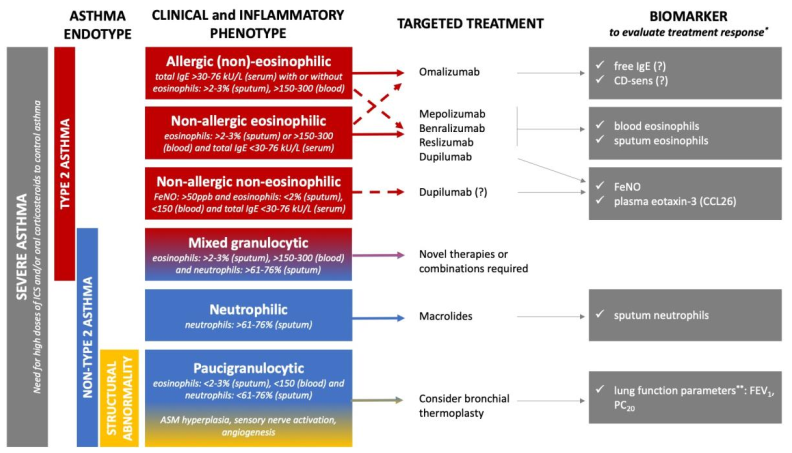 ASTHMA
ENDOTYPE
CLINICAL and INFLAMMATORY
PHENOTYPE
TARGETED TREATMENT
BIOMARKER
to evaluate treatment response*
SEVERE ASTHMA
Need for high doses of ICS and/or oral corticosteroids to control asthma
TYPE 2 ASTHMA
NON-TYPE 2 ASTHMA
STRUCTURAL
ABNORMALITY
Allergic (non)-eosinophilic
total IgE >30-76 kU/L (serum) with or without
eosinophils: >2-3% (sputum), >150-300 (blood)
Omalizumab
✓ free IgE (?)
✓ CD-sens (?)
Non-allergic eosinophilic
eosinophils: >2-3% (sputum) or >150-300
(blood) and total IgE <30-76 kU/L (serum)
Mepolizumab
Benralizumab
Reslizumab
Dupilumab
✓ blood eosinophils
✓ sputum eosinophils
Non-allergic non-eosinophilic
FeNO: >50ppb and eosinophils: <2% (sputum),
<150 (blood) and total IgE <30-76 kU/L (serum)
Dupilumab (?)
✓ FeNO
✓ plasma eotaxin-3 (CCL26)
Mixed granulocytic
eosinophils: >2-3% (sputum), >150-300 (blood)
and neutrophils: >61-76% (sputum)
Novel therapies or
combinations required
Neutrophilic
neutrophils: >61-76% (sputum)
Macrolides
✓ sputum neutrophils
Paucigranulocytic
eosinophils: <2-3% (sputum), <150 (blood) and
neutrophils: <61-76% (sputum)
ASM hyperplasia, sensory nerve activation,
angiogenesis
Consider bronchial
thermoplasty
✓ lung function parameters**: FEV₁,
PC₂₀